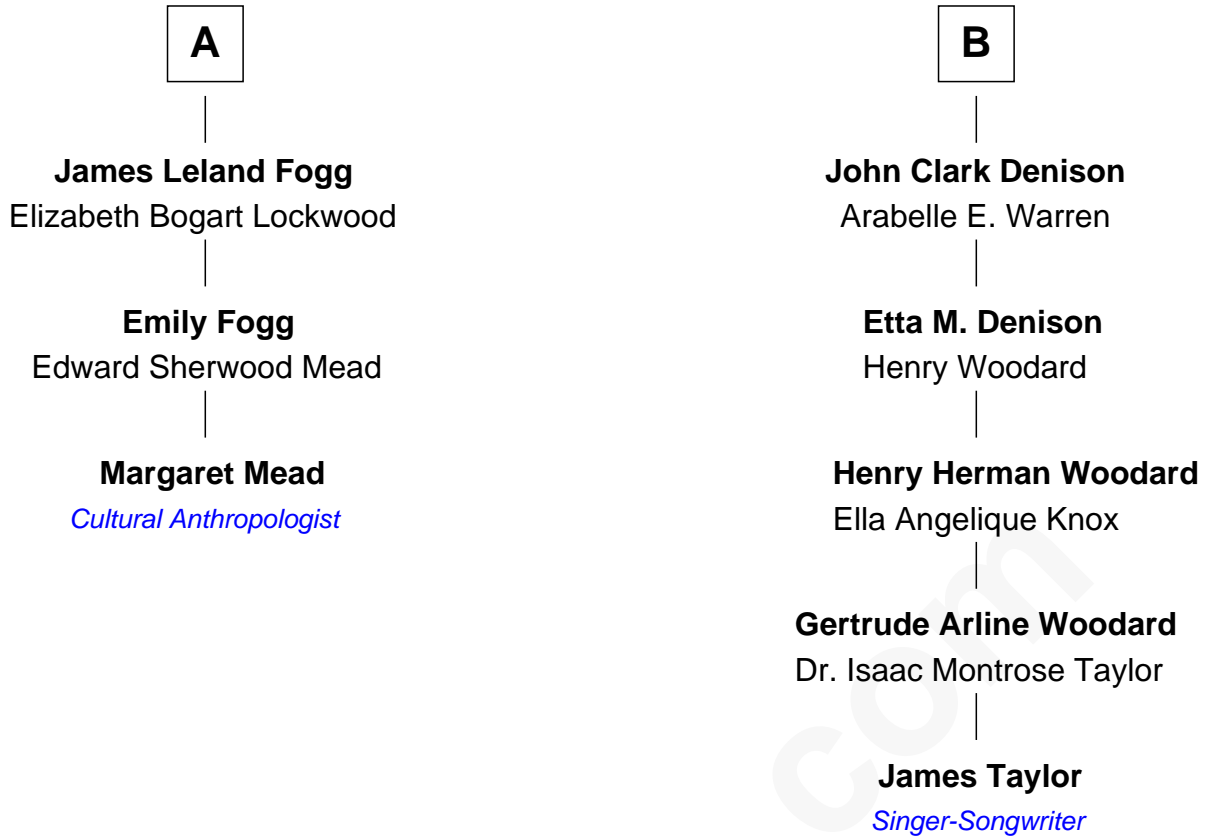 A
James Leland Fogg
Elizabeth Bogart Lockwood
Emily Fogg
Edward Sherwood Mead
Margaret Mead
Cultural Anthropologist
B
John Clark Denison
Arabelle E. Warren
Etta M. Denison
Henry Woodard
Henry Herman Woodard
Ella Angelique Knox
Gertrude Arline Woodard
Dr. Isaac Montrose Taylor
James Taylor
Singer-Songwriter
com